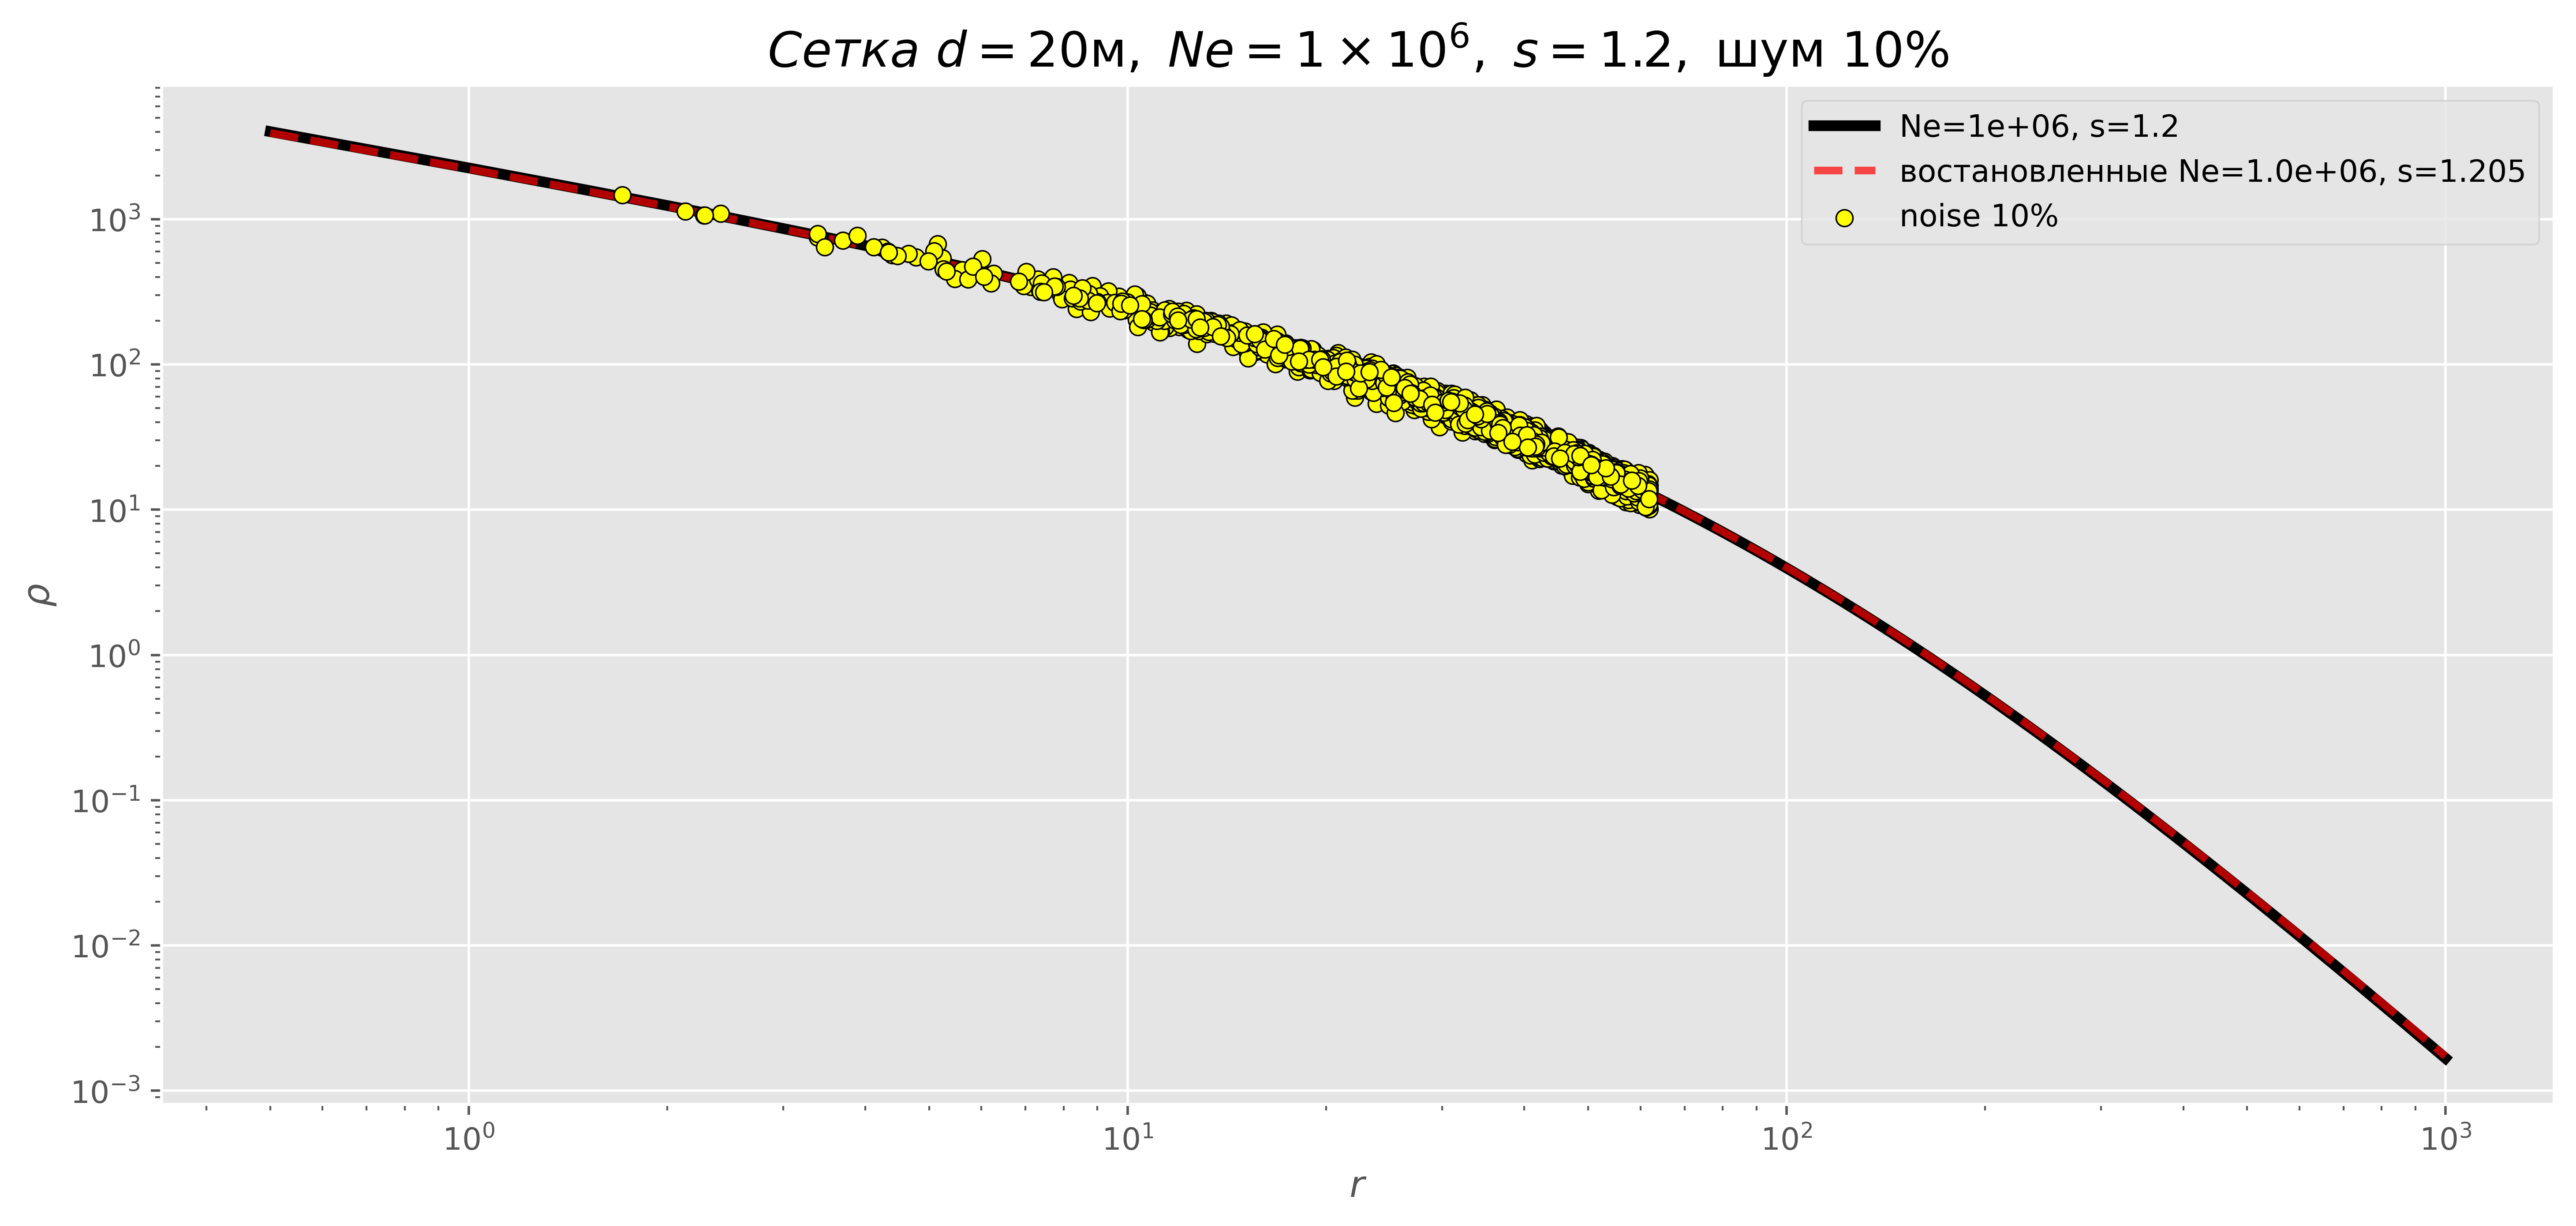 Сетка d = 20м, Ne = 1 × 10⁶, s = 1.2, шум 10%
Ne=1e+06, s=1.2
востановленные Ne=1.0e+06, s=1.205
noise 10%
10³
10²
10¹
10⁰
10⁻¹
10⁻²
10⁻³
ρ
10⁰ 10¹ 10² 10³
r